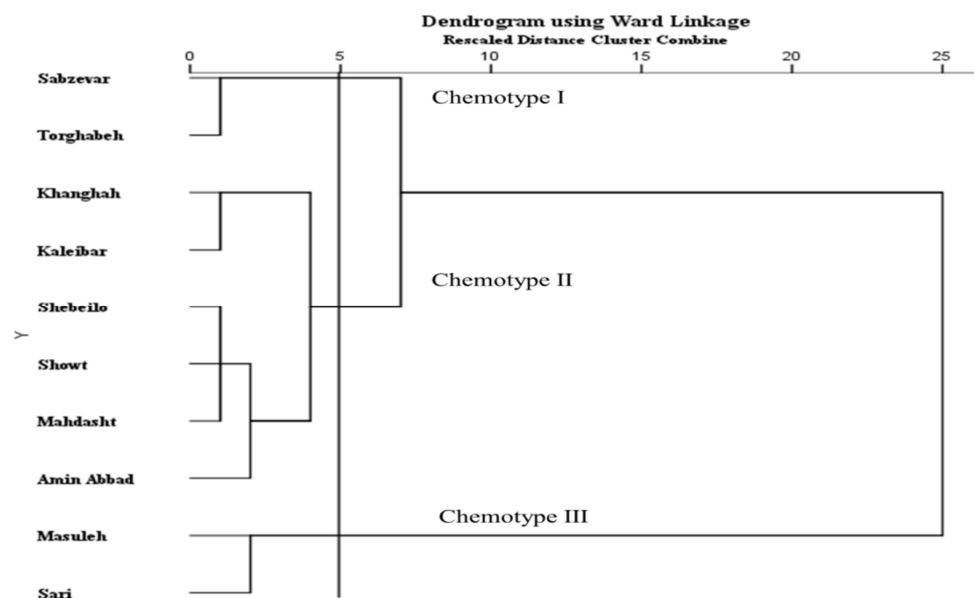 Dendrogram using Ward Linkage
Rescaled Distance Cluster Combine
0 5 10 15 20 25
Sabzevar
Chemotype I
Torghabeh
Khanghah
Kaleibar
Chemotype II
Shebeilo
Y
Showt
Mahdasht
Amin Abbad
Chemotype III
Masuleh
Sari